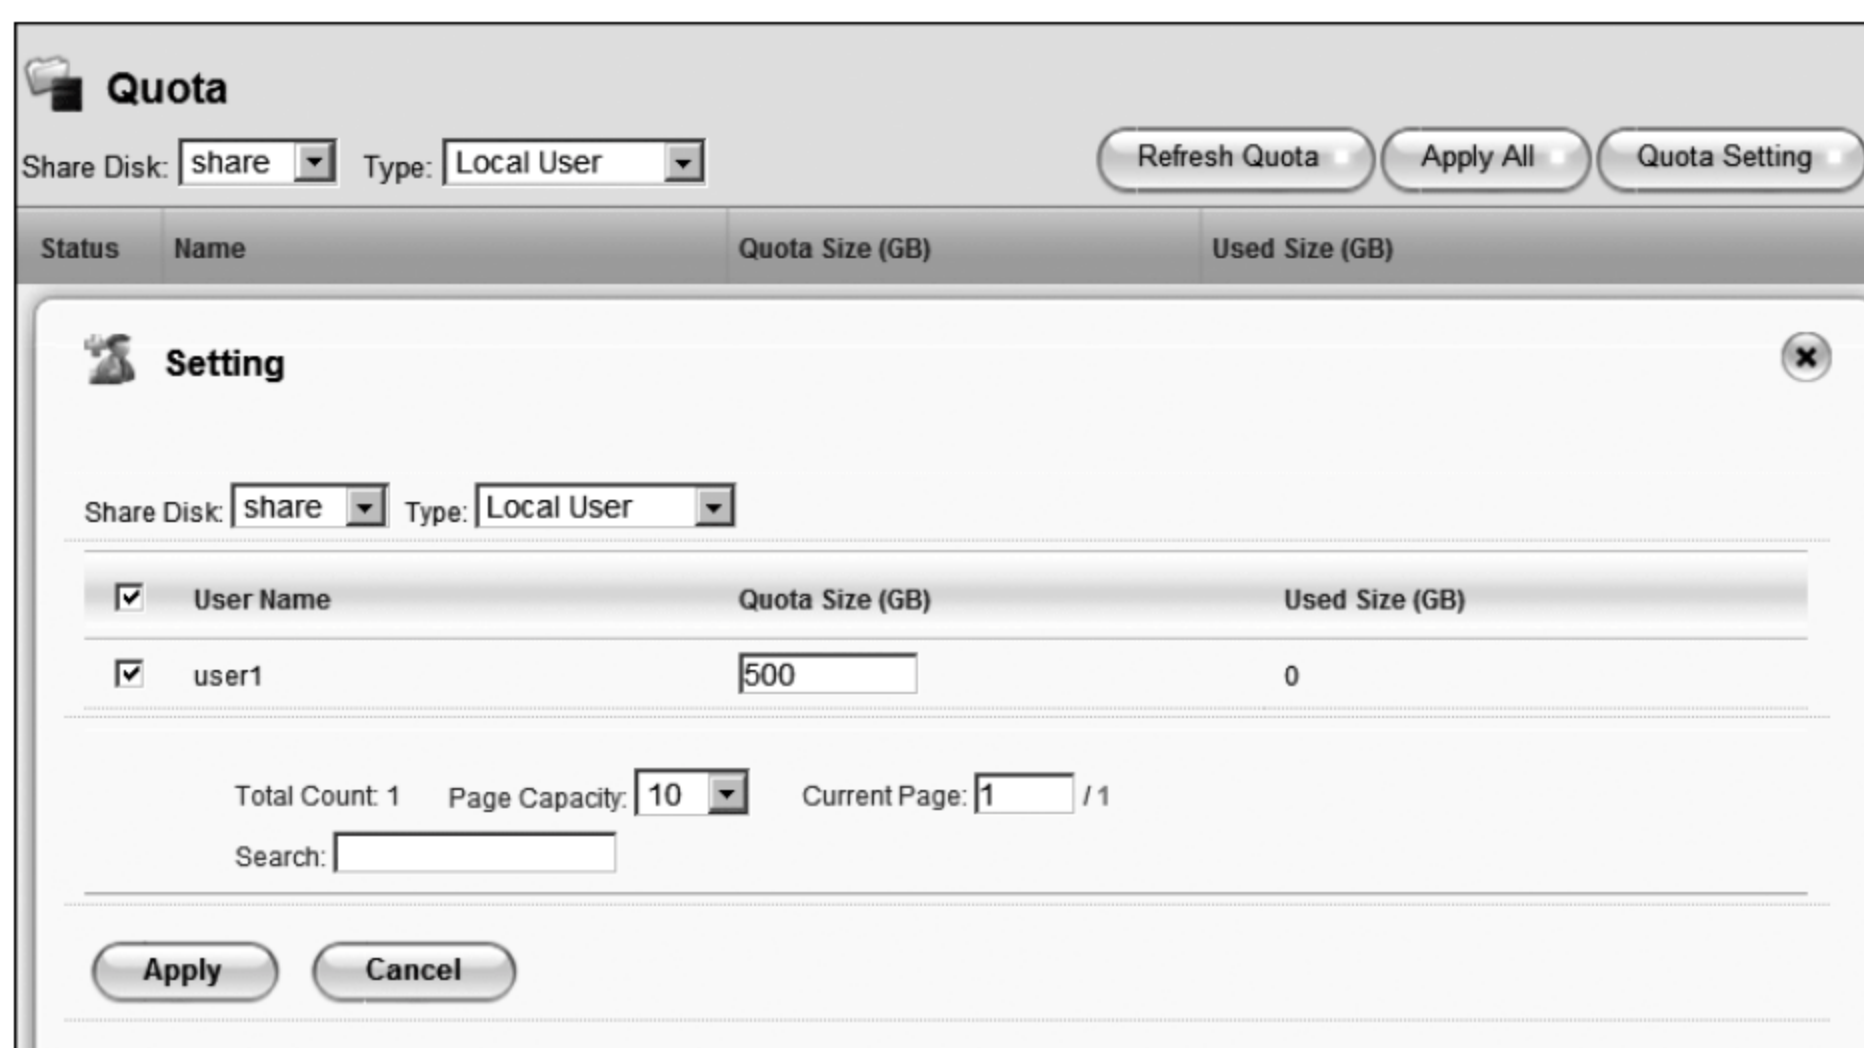 Quota
Share Disk: share Type: Local User Refresh Quota Apply All Quota Setting
Status Name Quota Size (GB) Used Size (GB)
Setting
Share Disk: share Type: Local User
User Name Quota Size (GB) Used Size (GB)
user1 500 0
Total Count: 1 Page Capacity: 10 Current Page: 1 / 1
Search:
Apply Cancel